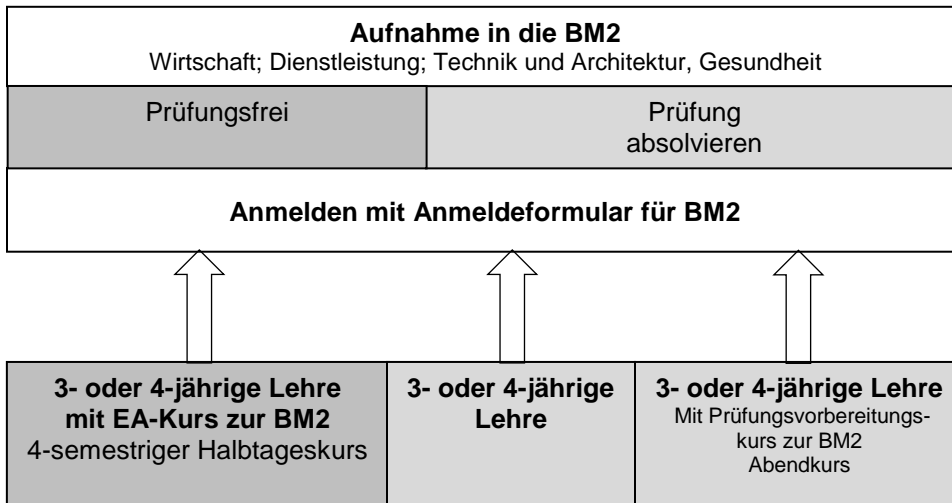 Aufnahme in die BM2
Wirtschaft; Dienstleistung; Technik und Architektur, Gesundheit
Prüfungsfrei
Prüfung
absolvieren
Anmelden mit Anmeldeformular für BM2
3- oder 4-jährige Lehre
mit EA-Kurs zur BM2
4-semestriger Halbtageskurs
3- oder 4-jährige
Lehre
3- oder 4-jährige Lehre
Mit Prüfungsvorbereitungs-
kurs zur BM2
Abendkurs